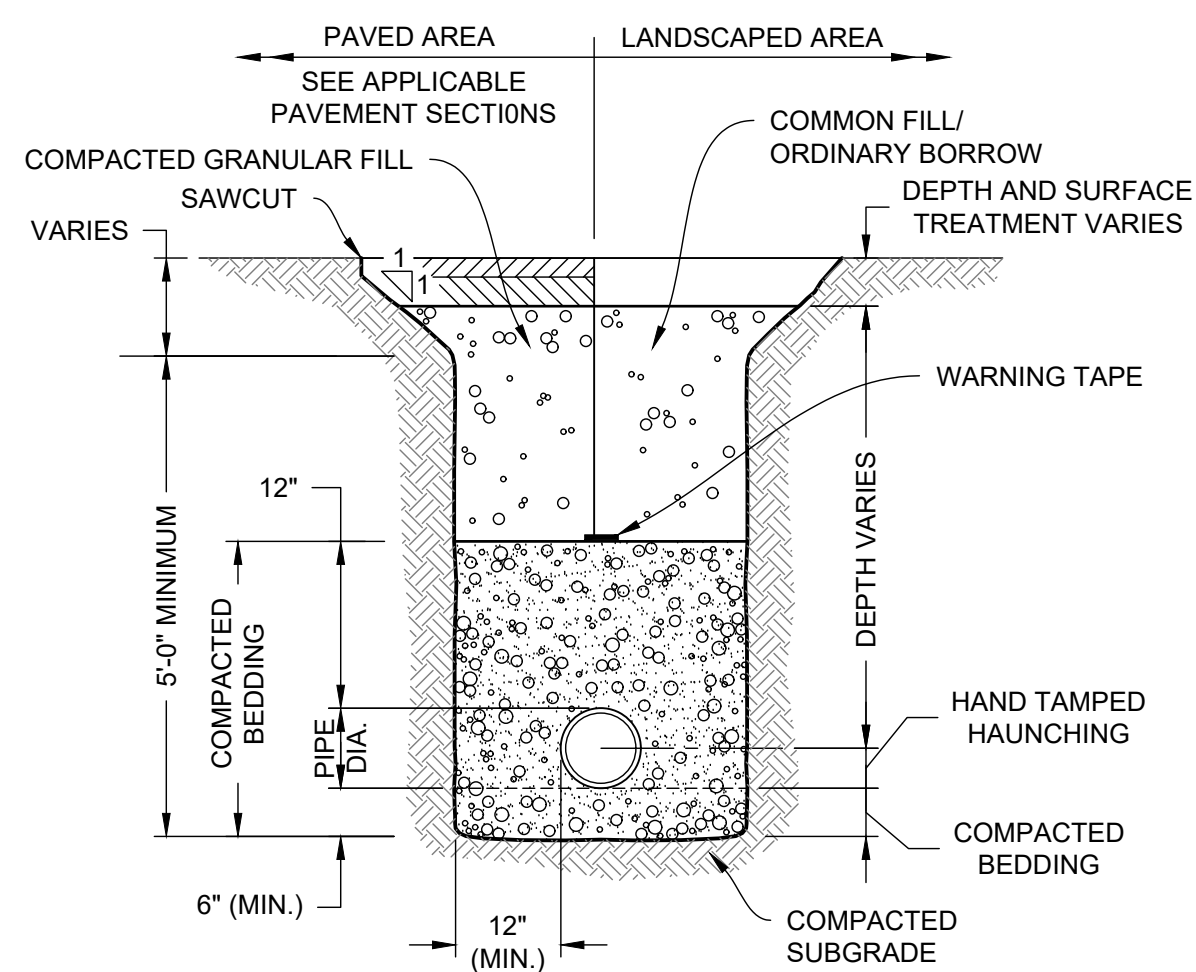 PAVED AREA
LANDSCAPED AREA
SEE APPLICABLE
PAVEMENT SECTI0NS
COMPACTED GRANULAR FILL
SAWCUT
VARIES
COMMON FILL/
ORDINARY BORROW
DEPTH AND SURFACE
TREATMENT VARIES
1
1
WARNING TAPE
12"
5'-0" MINIMUM
COMPACTED
BEDDING
PIPE
DIA.
DEPTH VARIES
HAND TAMPED
HAUNCHING
COMPACTED
BEDDING
6" (MIN.)
12"
(MIN.)
COMPACTED
SUBGRADE